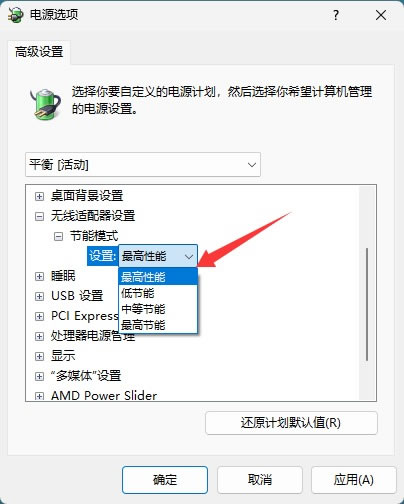 电源选项
高级设置
选择你要自定义的电源计划，然后选择你希望计算机管理
的电源设置。
平衡 [活动]
桌面背景设置
无线适配器设置
节能模式
设置: 最高性能
最高性能
低节能
中等节能
最高节能
睡眠
USB 设置
PCI Express
处理器电源管理
显示
“多媒体”设置
AMD Power Slider
还原计划默认值(R)
确定
取消
应用(A)